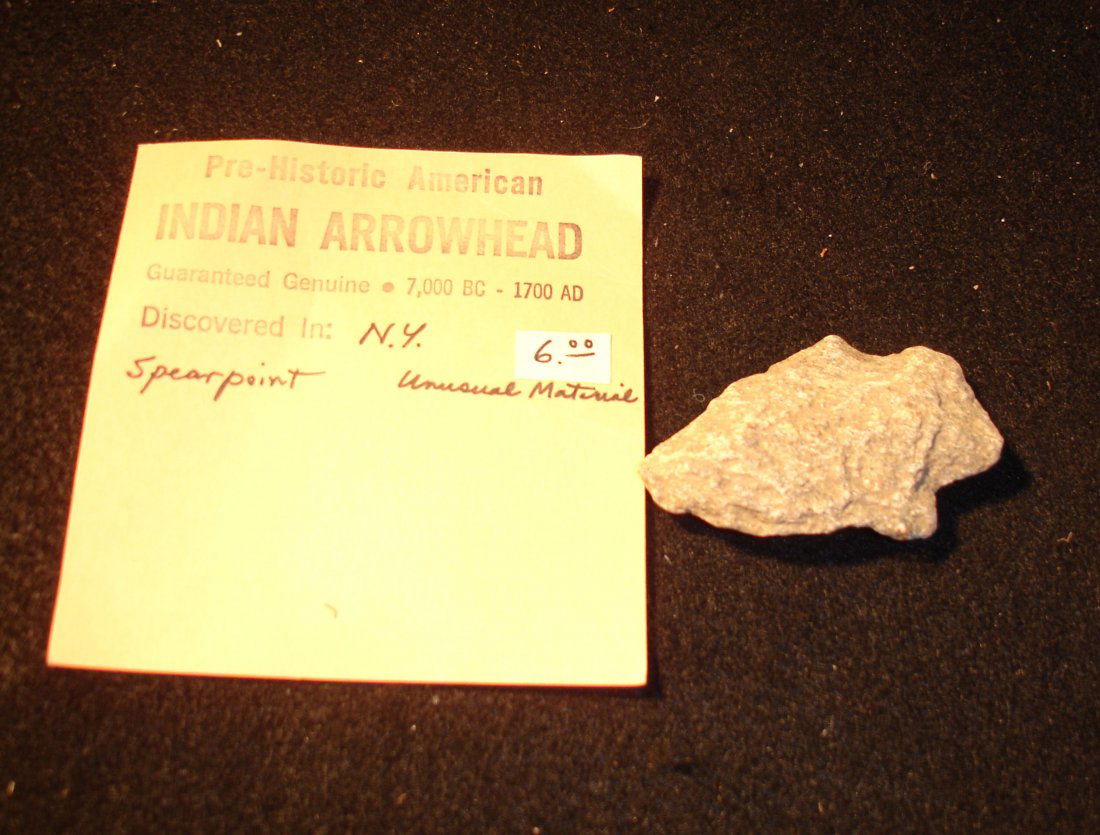 Pre-Historic American
INDIAN ARROWHEAD
Guaranteed Genuine • 7,000 BC - 1700 AD
Discovered In: N.Y.
6.00
Spearpoint Unusual Material